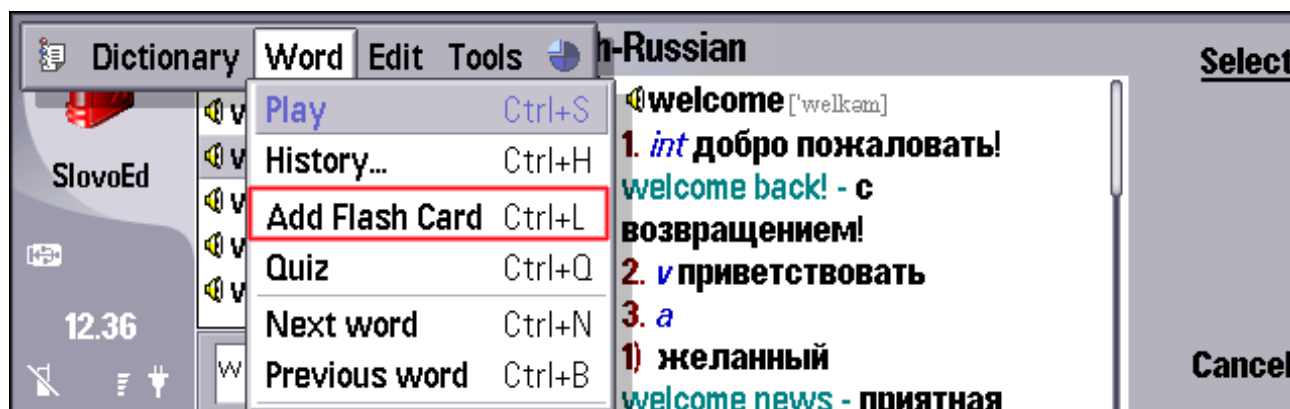 Dictionary Word Edit Tools
-Russian
Select
Play Ctrl+S
History... Ctrl+H
Add Flash Card Ctrl+L
Quiz Ctrl+Q
Next word Ctrl+N
Previous word Ctrl+B
SlovoEd
12.36
w
welcome ['welkəm]
1. int добро пожаловать!
welcome back! - с
возвращением!
2. v приветствовать
3. a
1) желанный
welcome news - приятная
Cancel